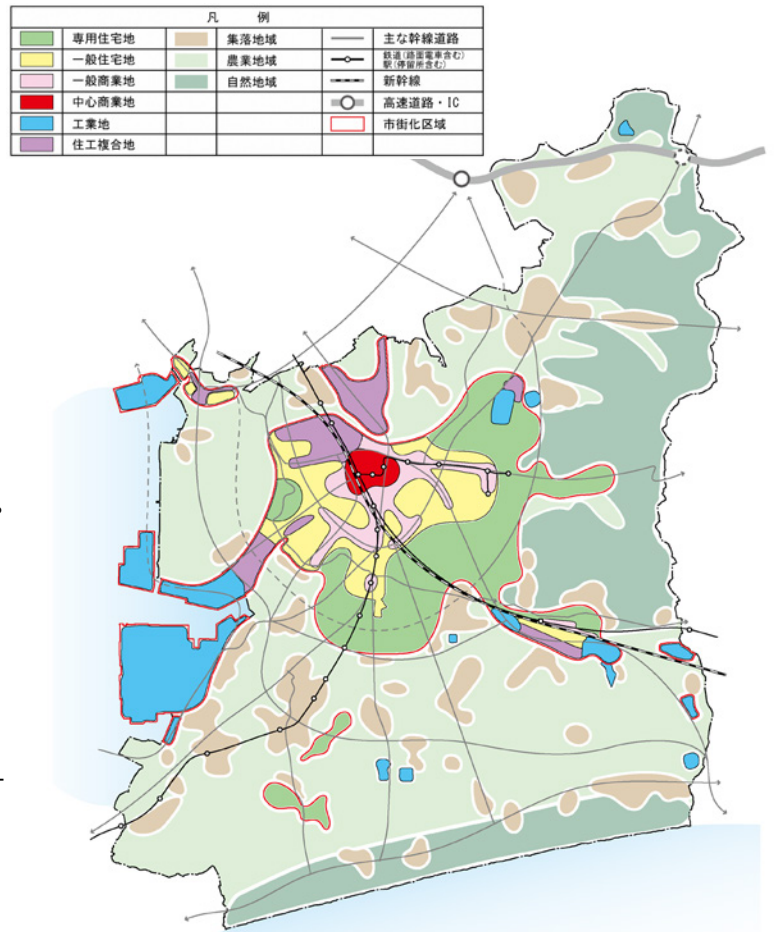 凡 例
専用住宅地 集落地域 主な幹線道路
一般住宅地 農業地域 鉄道(路面電車含む)
駅(停留所含む)
一般商業地 自然地域 新幹線
中心商業地 高速道路・IC
工業地 市街化区域
住工複合地